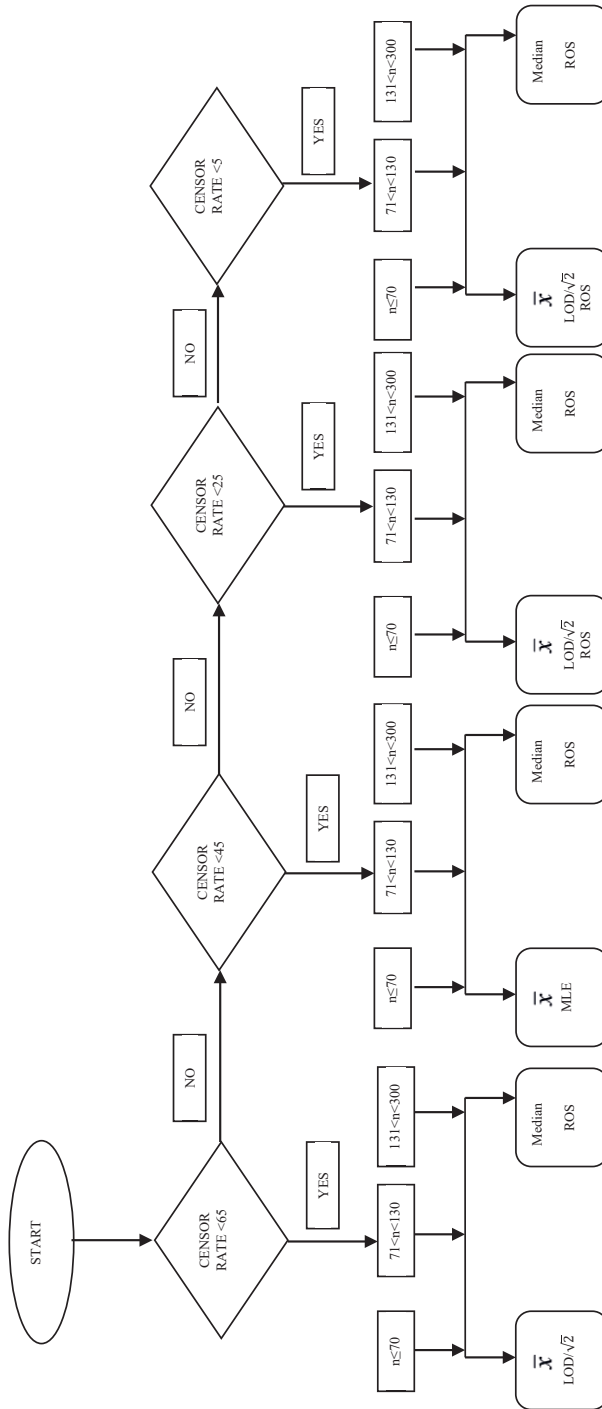 START
CENSOR
RATE <65
NO
CENSOR
RATE <45
NO
CENSOR
RATE <25
NO
CENSOR
RATE <5
YES
YES
YES
YES
n≤70
71<n<130
131<n<300
n≤70
71<n<130
131<n<300
n≤70
71<n<130
131<n<300
n≤70
71<n<130
131<n<300
x̄
LOD/√2
Median
ROS
x̄
MLE
Median
ROS
x̄
LOD/√2
ROS
Median
ROS
x̄
LOD/√2
ROS
Median
ROS